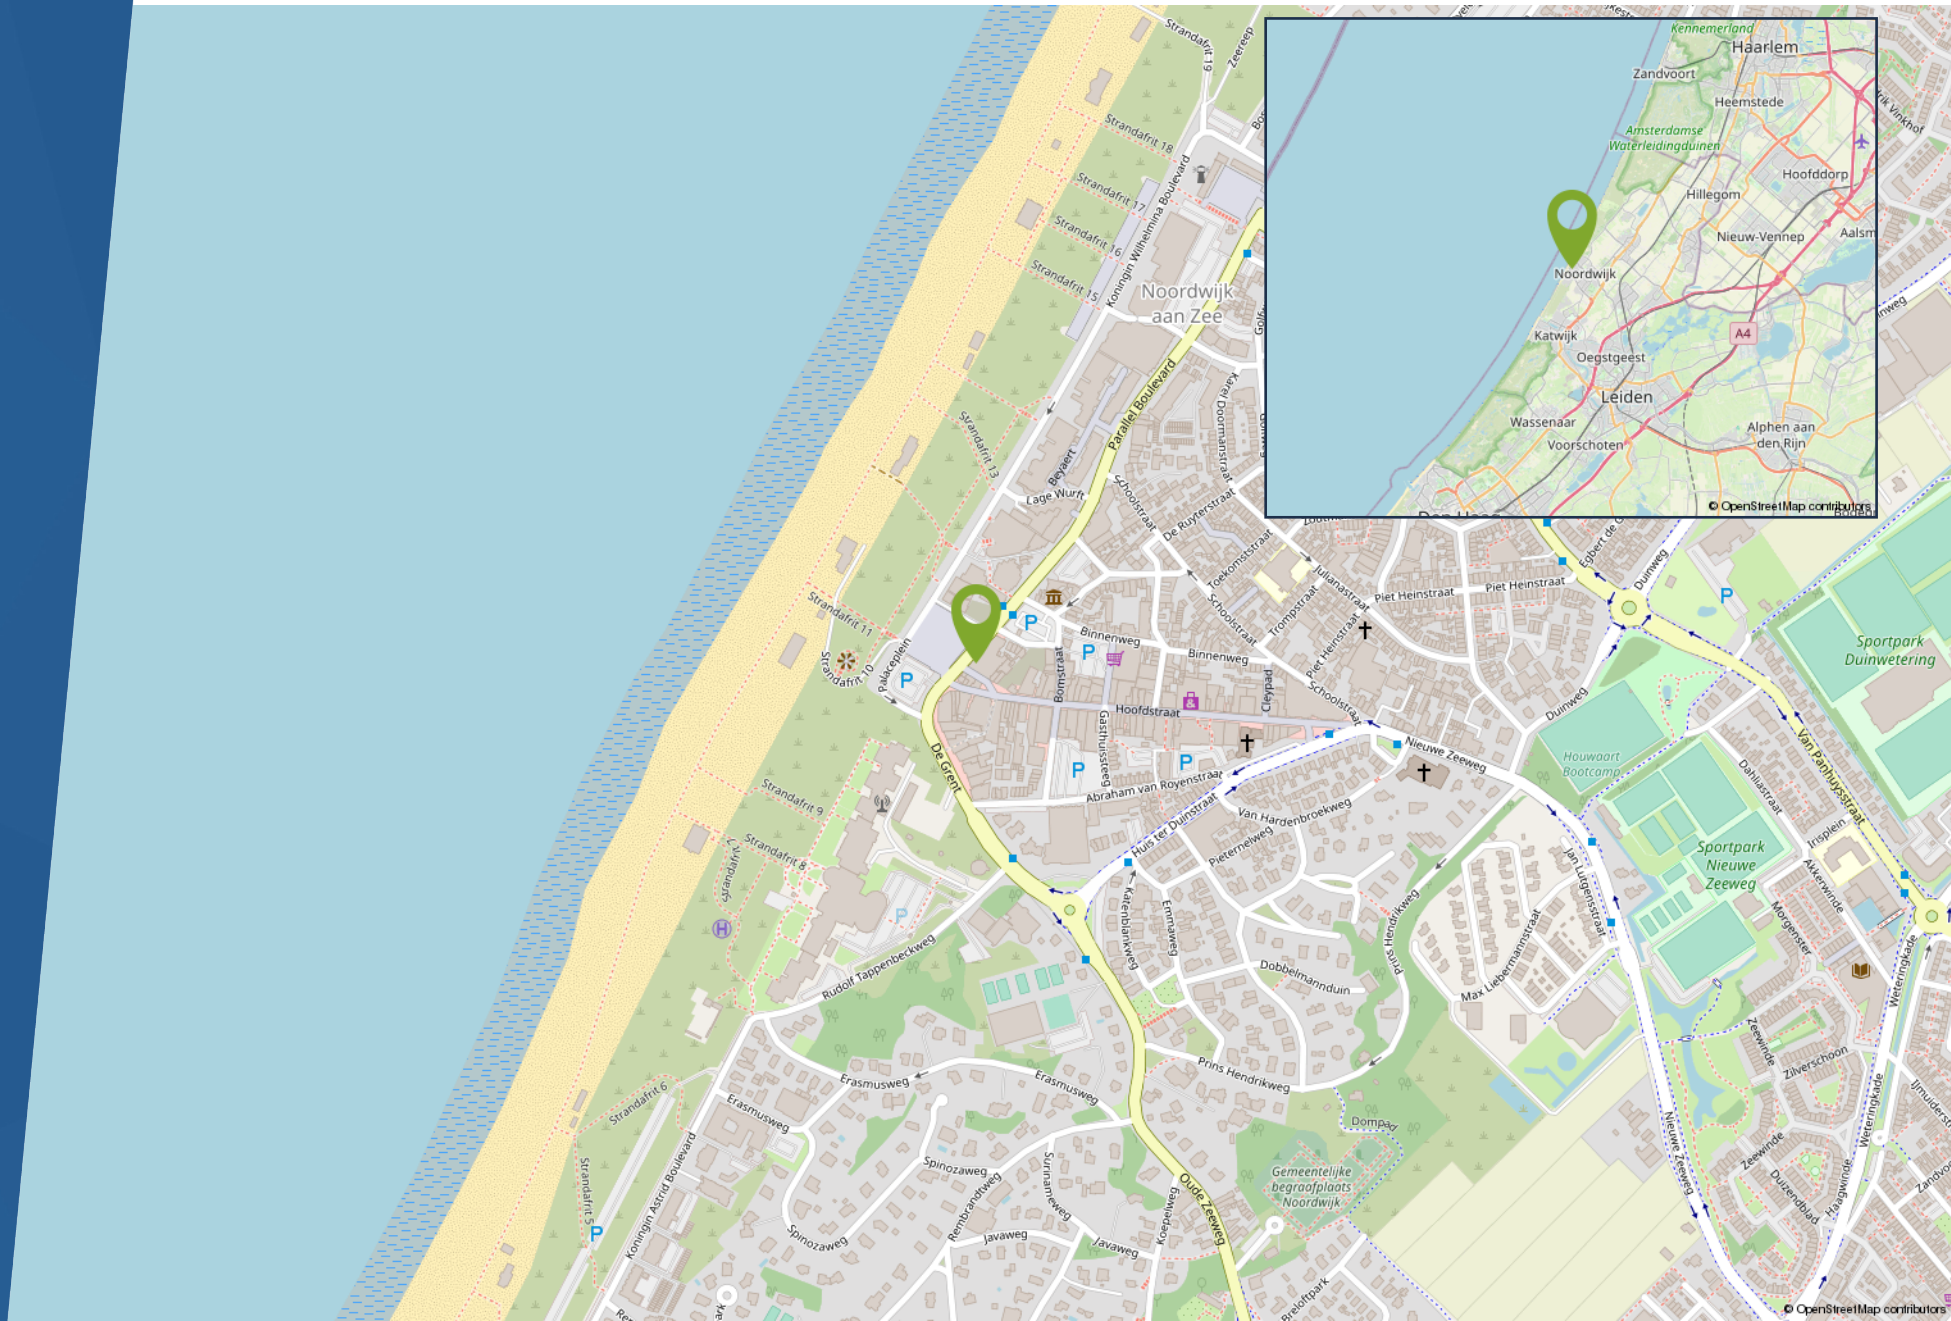 Strandafrit 19
Zeereep
Strandafrit 18
Strandafrit 17
Strandafrit 16
Strandafrit 15
Koningin Wilhelmina Boulevard
Noordwijk
aan Zee
Parallel Boulevard
Karel Doormanstraat
Strandafrit 13
Beyaert
Lage Wurft
Schoolstraat
De Ruyterstraat
Toekomststraat
Julianastraat
Trompstraat
Schoolstraat
Piet Heinstraat
Piet Heinstraat
Piet Heinstraat
Duinweg
Strandafrit 11
Strandafrit 10
Palaceplein
P
P
P
P
Binnenweg
Binnenweg
Bomstraat
Hoofdstraat
Cleypad
Schoolstraat
Gasthuissteeg
P
P
Abraham van Royenstraat
Huis ter Duinstraat
Nieuwe Zeeweg
Duinweg
Houwaart
Bootcamp
Sportpark
Duinwetering
Van Panhuysstraat
Dahliastraat
Irisplein
Akkerwinde
Morgenster
Sportpark
Nieuwe
Zeeweg
De Grent
Strandafrit 9
Strandafrit 8
Strandafrit 7
H
P
Rudolf Tappenbeckweg
Van Hardenbroekweg
Pieternelweg
Katenblankweg
Emmaweg
Dobbelmannduin
Prins Hendrikweg
Prins Hendrikweg
Max Liebermannstraat
Jan Lurgensstraat
Weteringkade
Weteringkade
Zeewinde
Zilverschoon
Zeewinde
Duizendblad
Haagwinde
Nieuwe Zeeweg
Dompad
Gemeentelijke
begraafplaats
Noordwijk
Erasmusweg
Erasmusweg
Erasmusweg
Strandafrit 6
Strandafrit 5
P
Koningin Astrid Boulevard
Spinozaweg
Spinozaweg
Rembrandtweg
Surinameweg
Javaweg
Javaweg
Koepelweg
Oude Zeeweg
Breloftpark
© OpenStreetMap contributors
Kennemerland
Haarlem
Zandvoort
Heemstede
Amsterdamse
Waterleidingduinen
Hoofddorp
Hillegom
Nieuw-Vennep
Aalsm
Noordwijk
Katwijk
A4
Oegstgeest
Leiden
Wassenaar
Voorschoten
Alphen aan
den Rijn
© OpenStreetMap contributors